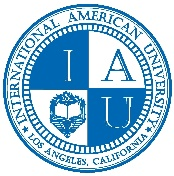 INTERNATIONAL AMERICAN UNIVERSITY
I A
U
LOS ANGELES, CALIFORNIA